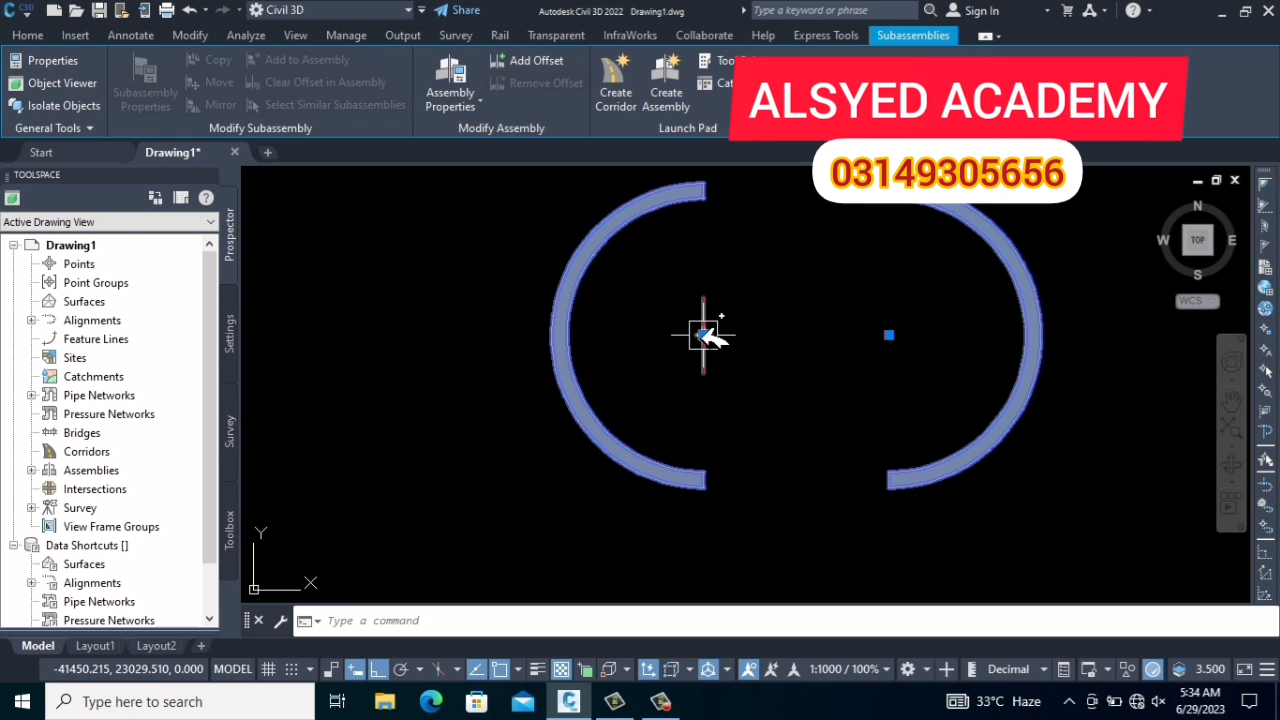 C 3D
Civil 3D
Share
Autodesk Civil 3D 2022 Drawing1.dwg
Type a keyword or phrase
Sign In
Home
Insert
Annotate
Modify
Analyze
View
Manage
Output
Survey
Rail
Transparent
InfraWorks
Collaborate
Help
Express Tools
Subassemblies
Properties
Object Viewer
Isolate Objects
General Tools
Subassembly
Properties
Copy
Move
Mirror
Add to Assembly
Clear Offset in Assembly
Select Similar Subassemblies
Modify Subassembly
Assembly
Properties
Add Offset
Remove Offset
Modify Assembly
Create
Corridor
Create
Assembly
Launch Pad
ALSYED ACADEMY
03149305656
Start
Drawing1*
TOOLSPACE
Active Drawing View
Drawing1
Points
Point Groups
Surfaces
Alignments
Feature Lines
Sites
Catchments
Pipe Networks
Pressure Networks
Bridges
Corridors
Assemblies
Intersections
Survey
View Frame Groups
Data Shortcuts []
Surfaces
Alignments
Pipe Networks
Pressure Networks
Prospector
Settings
Survey
Toolbox
N
W
TOP
E
S
WCS
Y
X
Type a command
Model
Layout1
Layout2
-41450.215, 23029.510, 0.000
MODEL
1:1000 / 100%
Decimal
3.500
Type here to search
33°C Haze
5:34 AM
6/29/2023